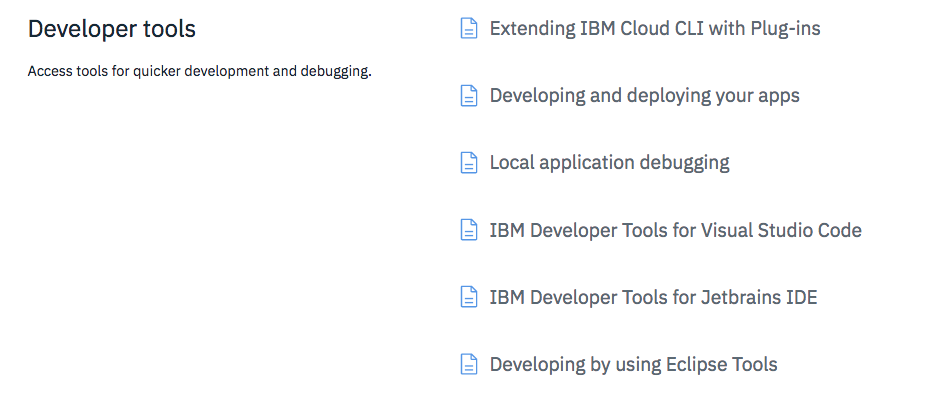 Developer tools
Access tools for quicker development and debugging.
Extending IBM Cloud CLI with Plug-ins
Developing and deploying your apps
Local application debugging
IBM Developer Tools for Visual Studio Code
IBM Developer Tools for Jetbrains IDE
Developing by using Eclipse Tools